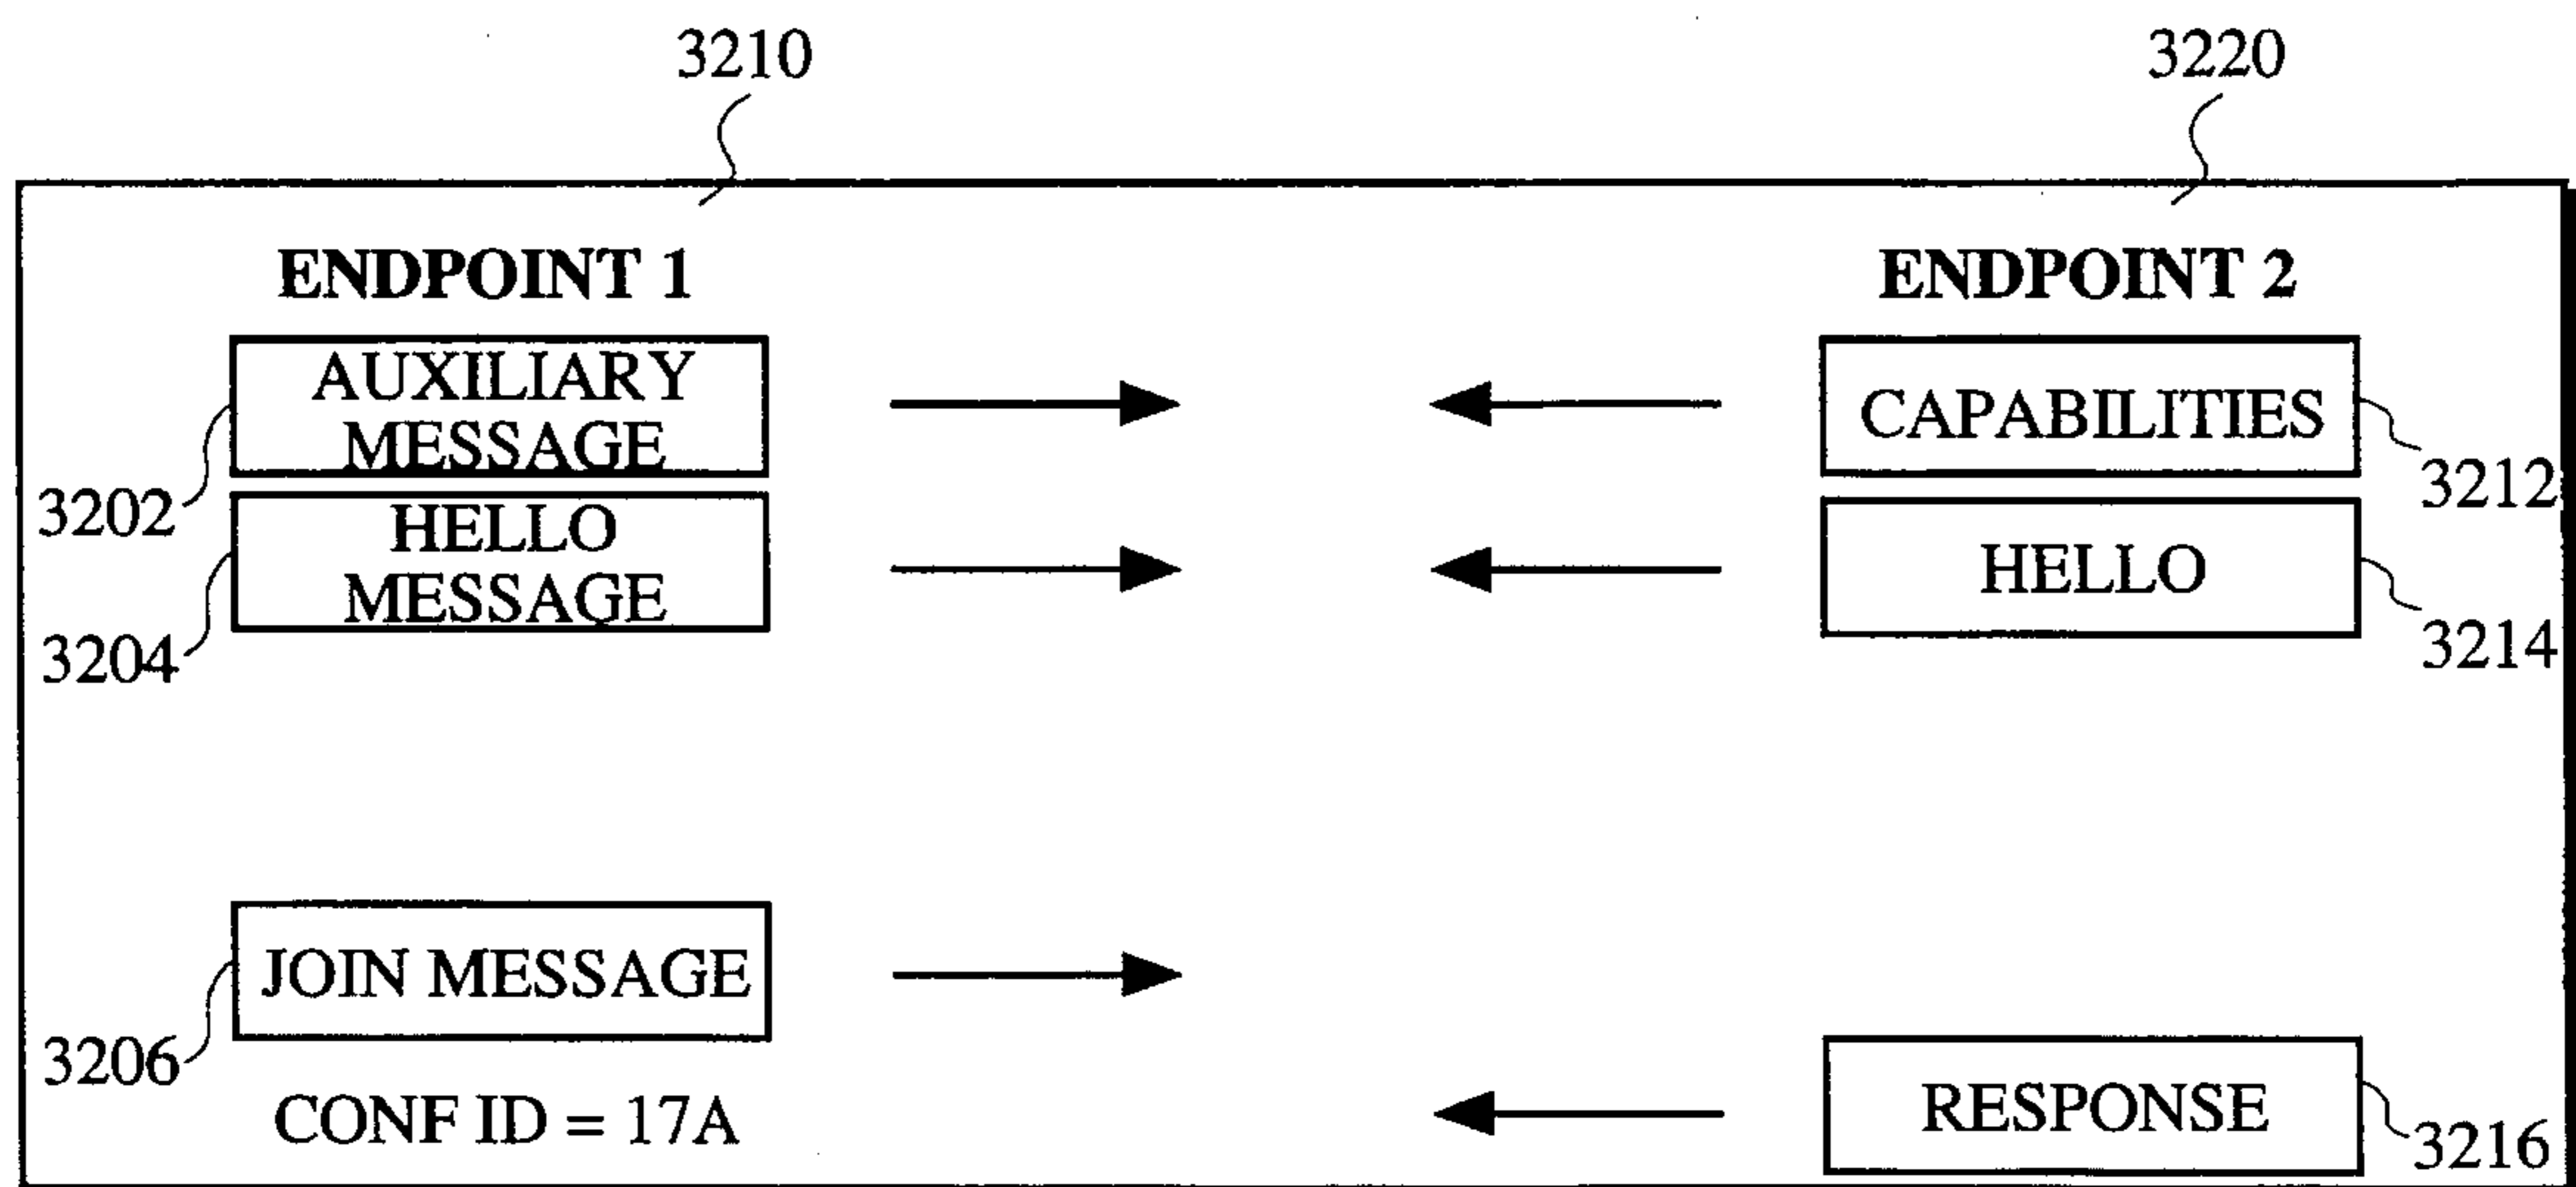 3210
3220
ENDPOINT 1
ENDPOINT 2
AUXILIARY
MESSAGE
CAPABILITIES
3202
3212
HELLO
MESSAGE
HELLO
3204
3214
JOIN MESSAGE
3206
CONF ID = 17A
RESPONSE
3216